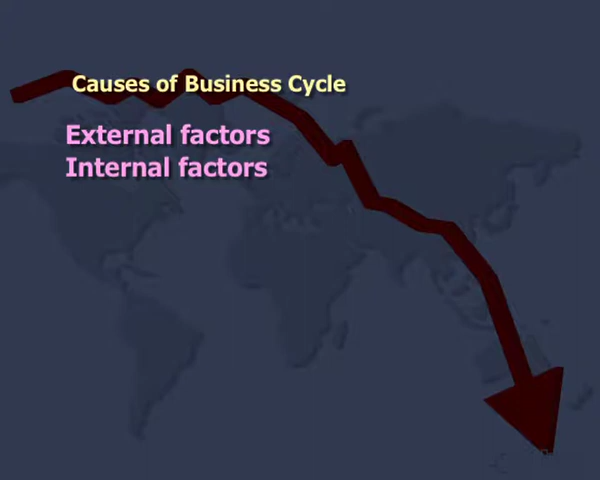 Causes of Business Cycle
External factors
Internal factors